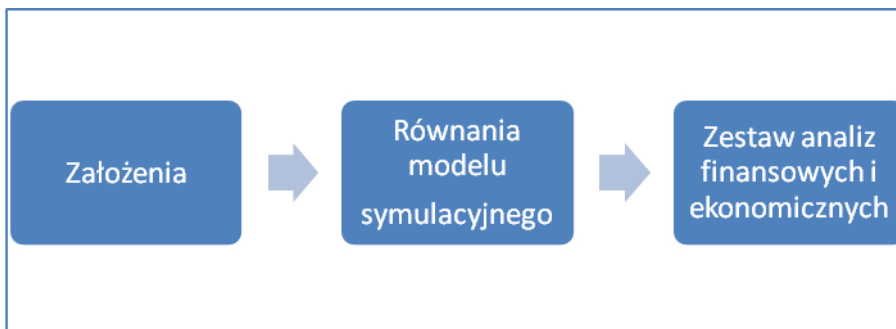 Założenia
Równania
modelu
symulacyjnego
Zestaw analiz
finansowych i
ekonomicznych